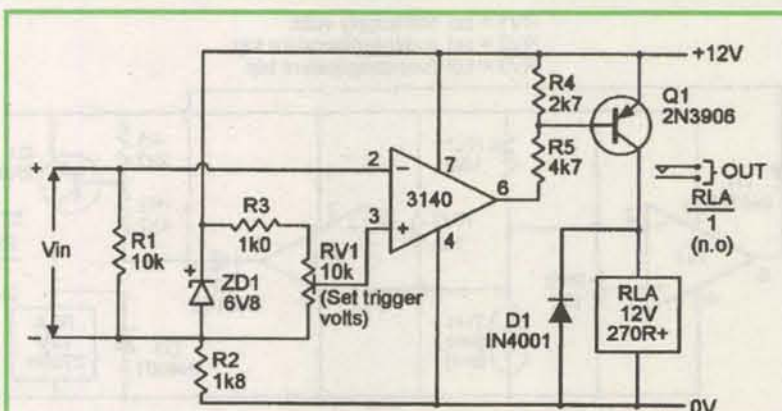 +12V
R4
2k7
Q1
2N3906
+
2
−
7
R5
4k7
OUT
RLA
1
(n.o)
3140
6
3
+
4
Vin
R1
10k
R3
1k0
RV1
10k
(Set trigger
volts)
+
ZD1
6V8
D1
IN4001
RLA
12V
270R+
−
R2
1k8
0V